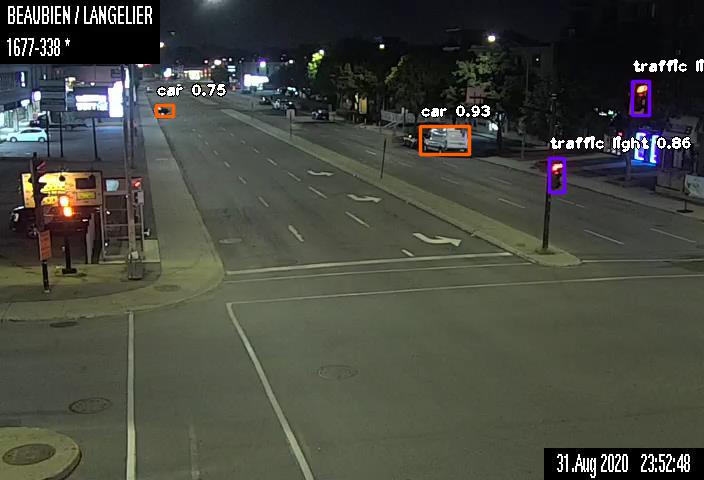 BEAUBIEN / LANGELIER
1677-338 *
car 0.75
traffic li
car 0.93
traffic light 0.86
31.Aug 2020 23:52:48